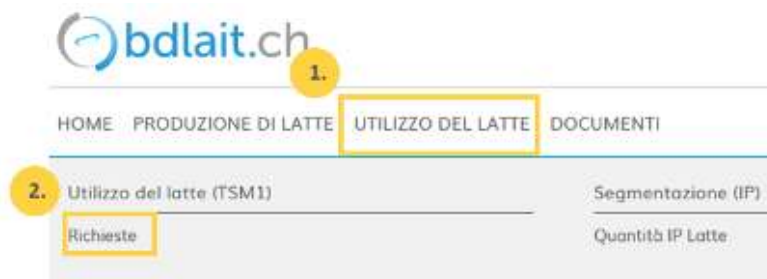 bdlait.ch
1.
HOME PRODUZIONE DI LATTE UTILIZZO DEL LATTE DOCUMENTI
2. Utilizzo del latte (TSM1) Segmentazione (IP)
Richieste Quantità IP Latte